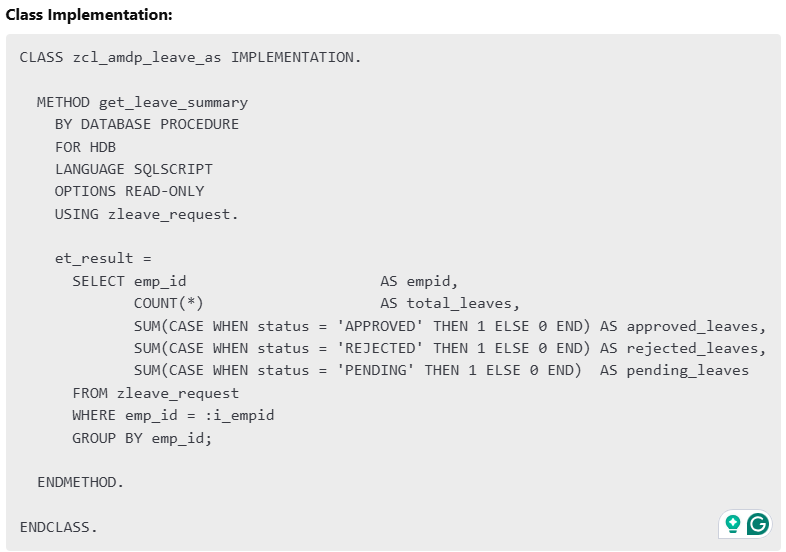 Class Implementation:
CLASS zcl_amdp_leave_as IMPLEMENTATION.
METHOD get_leave_summary
BY DATABASE PROCEDURE
FOR HDB
LANGUAGE SQLSCRIPT
OPTIONS READ-ONLY
USING zleave_request.
et_result =
SELECT emp_id AS empid,
COUNT(*) AS total_leaves,
SUM(CASE WHEN status = 'APPROVED' THEN 1 ELSE 0 END) AS approved_leaves,
SUM(CASE WHEN status = 'REJECTED' THEN 1 ELSE 0 END) AS rejected_leaves,
SUM(CASE WHEN status = 'PENDING' THEN 1 ELSE 0 END) AS pending_leaves
FROM zleave_request
WHERE emp_id = :i_empid
GROUP BY emp_id;
ENDMETHOD.
ENDCLASS.